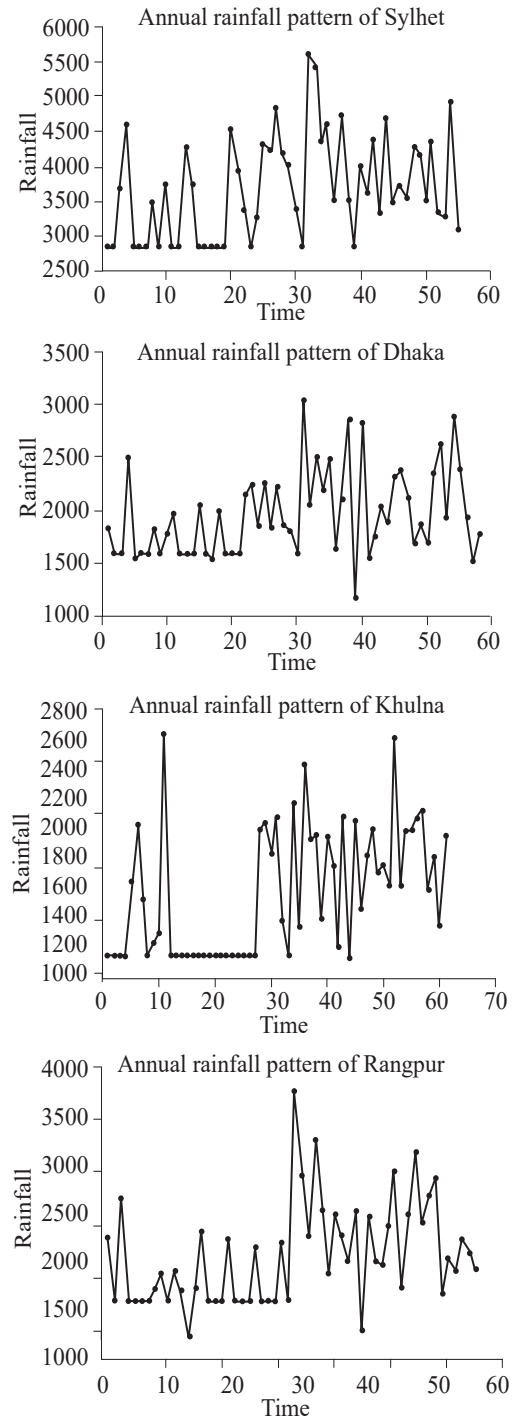 Annual rainfall pattern of Sylhet
6000
5500
5000
4500
4000
3500
3000
2500
Rainfall
0 10 20 30 40 50 60
Time
Annual rainfall pattern of Dhaka
3500
3000
2500
2000
1500
1000
Rainfall
0 10 20 30 40 50 60
Time
Annual rainfall pattern of Khulna
2800
2600
2400
2200
2000
1800
1600
1400
1200
1000
Rainfall
0 10 20 30 40 50 60 70
Time
Annual rainfall pattern of Rangpur
4000
3500
3000
2500
2000
1500
1000
Rainfall
0 10 20 30 40 50 60
Time